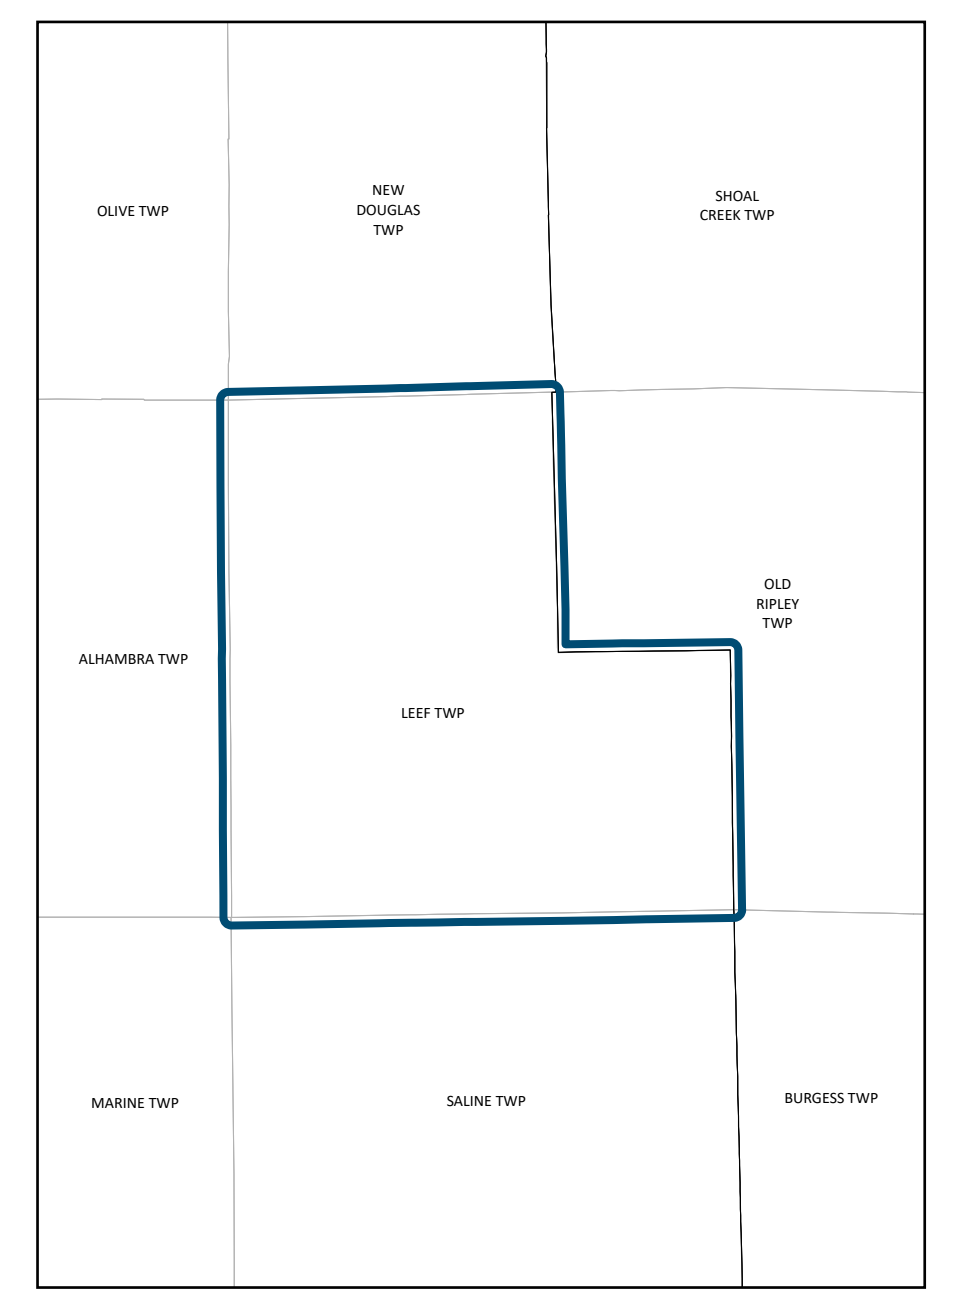 OLIVE TWP
NEW
DOUGLAS
TWP
SHOAL
CREEK TWP
OLD
RIPLEY
TWP
ALHAMBRA TWP
LEEF TWP
MARINE TWP
SALINE TWP
BURGESS TWP